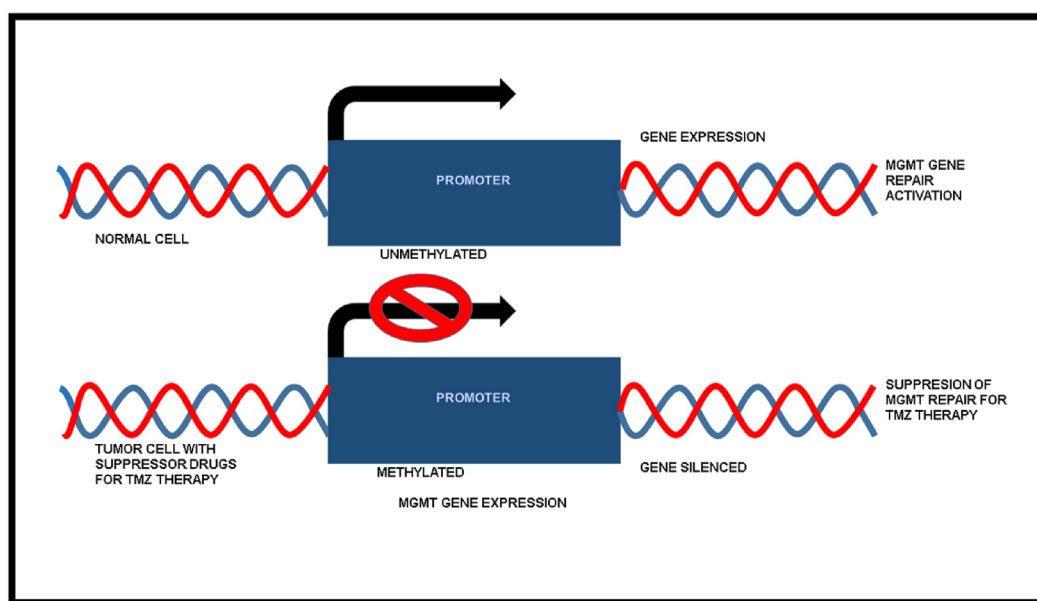 GENE EXPRESSION
PROMOTER
MGMT GENE
REPAIR
ACTIVATION
NORMAL CELL
UNMETHYLATED
PROMOTER
SUPPRESION OF
MGMT REPAIR FOR
TMZ THERAPY
TUMOR CELL WITH
SUPPRESSOR DRUGS
FOR TMZ THERAPY
METHYLATED
GENE SILENCED
MGMT GENE EXPRESSION